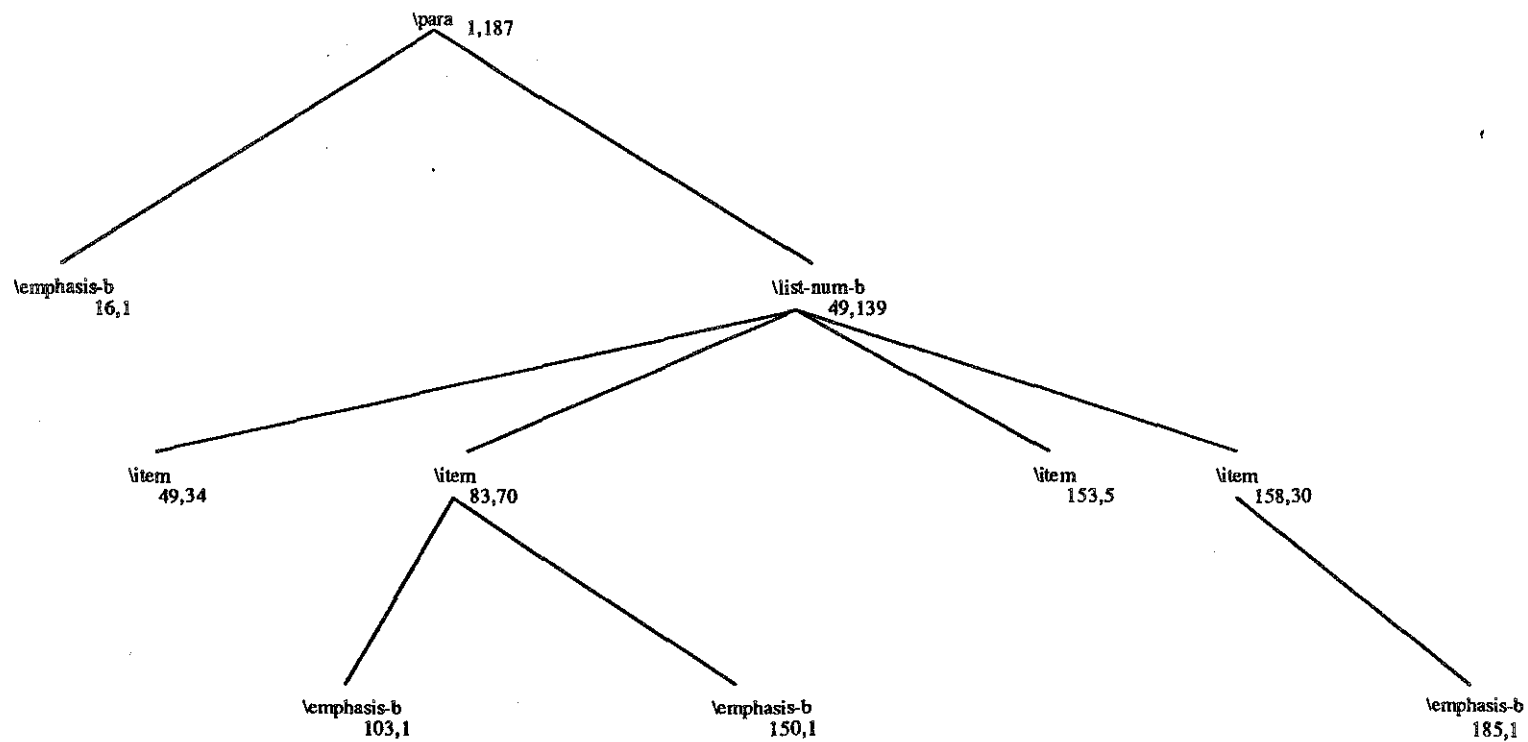 \para 1,187
\emphasis-b
16,1
\list-num-b
49,139
\item
49,34
\item
83,70
\item
153,5
\item
158,30
\emphasis-b
103,1
\emphasis-b
150,1
\emphasis-b
185,1